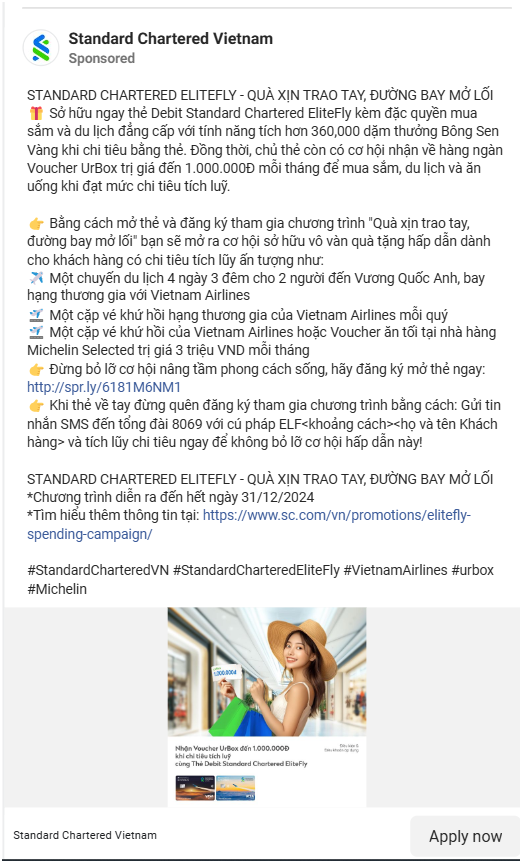 Standard Chartered Vietnam
Sponsored
STANDARD CHARTERED ELITEFLY - QUÀ XỊN TRAO TAY, ĐƯỜNG BAY MỞ LỐI
🎁 Sở hữu ngay thẻ Debit Standard Chartered EliteFly kèm đặc quyền mua
sắm và du lịch đẳng cấp với tính năng tích hơn 360,000 dặm thưởng Bông Sen
Vàng khi chi tiêu bằng thẻ. Đồng thời, chủ thẻ còn có cơ hội nhận về hàng ngàn
Voucher UrBox trị giá đến 1.000.000Đ mỗi tháng để mua sắm, du lịch và ăn
uống khi đạt mức chi tiêu tích luỹ.
👉 Bằng cách mở thẻ và đăng ký tham gia chương trình "Quà xịn trao tay,
đường bay mở lối" bạn sẽ mở ra cơ hội sở hữu vô vàn quà tặng hấp dẫn dành
cho khách hàng có chi tiêu tích lũy ấn tượng như:
✈️ Một chuyến du lịch 4 ngày 3 đêm cho 2 người đến Vương Quốc Anh, bay
hạng thương gia với Vietnam Airlines
🛫 Một cặp vé khứ hồi hạng thương gia của Vietnam Airlines mỗi quý
🛫 Một cặp vé khứ hồi của Vietnam Airlines hoặc Voucher ăn tối tại nhà hàng
Michelin Selected trị giá 3 triệu VND mỗi tháng
👉 Đừng bỏ lỡ cơ hội nâng tầm phong cách sống, hãy đăng ký mở thẻ ngay:
http://spr.ly/6181M6NM1
👉 Khi thẻ về tay đừng quên đăng ký tham gia chương trình bằng cách: Gửi tin
nhắn SMS đến tổng đài 8069 với cú pháp ELF<khoảng cách><họ và tên Khách
hàng> và tích lũy chi tiêu ngay để không bỏ lỡ cơ hội hấp dẫn này!
STANDARD CHARTERED ELITEFLY - QUÀ XỊN TRAO TAY, ĐƯỜNG BAY MỞ LỐI
*Chương trình diễn ra đến hết ngày 31/12/2024
*Tìm hiểu thêm thông tin tại: https://www.sc.com/vn/promotions/elitefly-
spending-campaign/
#StandardCharteredVN #StandardCharteredEliteFly #VietnamAirlines #urbox
#Michelin
1.000.000đ
Nhận Voucher UrBox đến 1.000.000Đ
khi chi tiêu tích luỹ
cùng Thẻ Debit Standard Chartered EliteFly
Standard Chartered Vietnam
Apply now